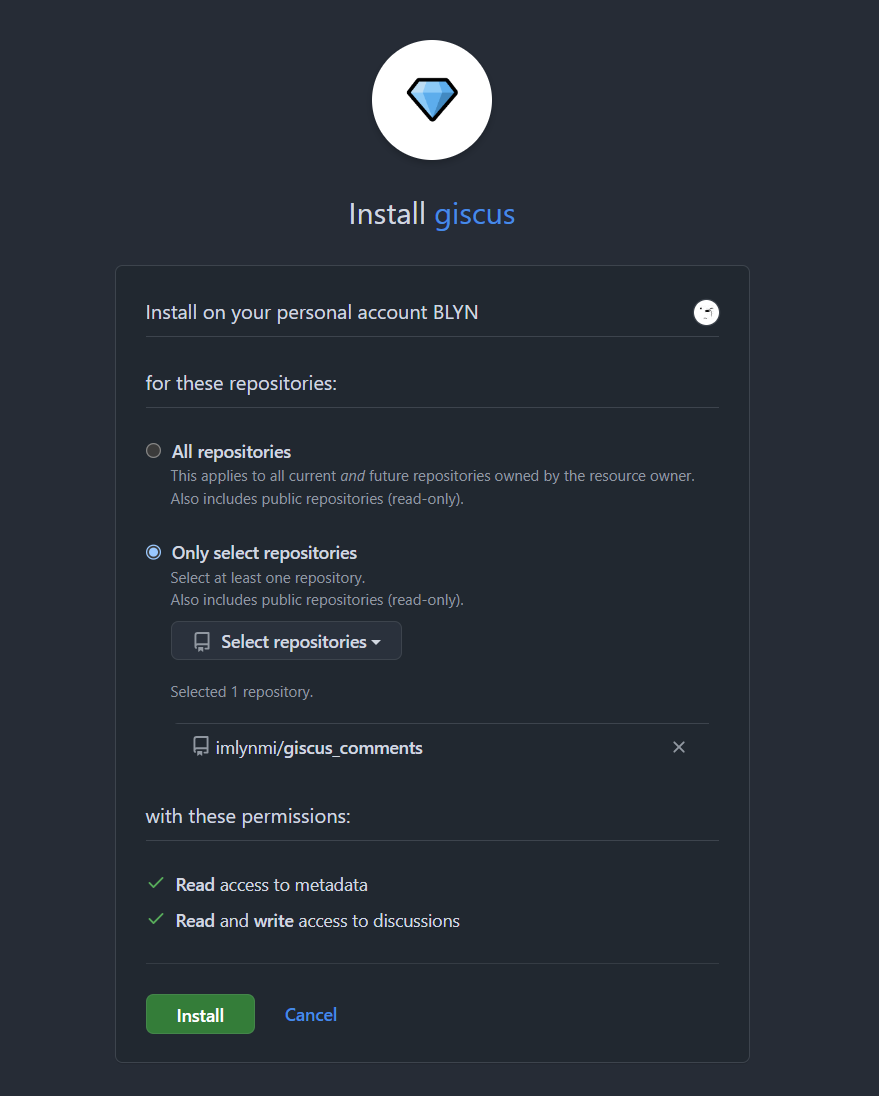 Install giscus
Install on your personal account BLYN
for these repositories:
All repositories
This applies to all current and future repositories owned by the resource owner.
Also includes public repositories (read-only).
Only select repositories
Select at least one repository.
Also includes public repositories (read-only).
Select repositories
Selected 1 repository.
imlynmi/giscus_comments
with these permissions:
Read access to metadata
Read and write access to discussions
Install Cancel